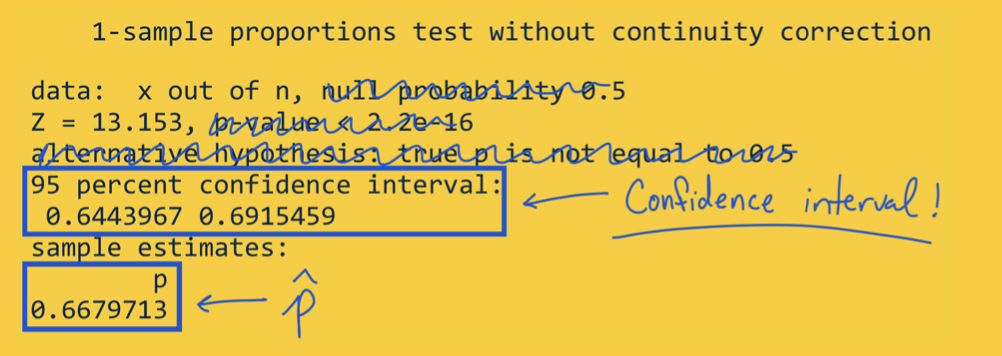 1-sample proportions test without continuity correction
data:  x out of n, null probability 0.5
Z = 13.153, p-value < 2.2e-16
alternative hypothesis: true p is not equal to 0.5
95 percent confidence interval:
0.6443967 0.6915459
Confidence interval!
sample estimates:
p
0.6679713
p̂